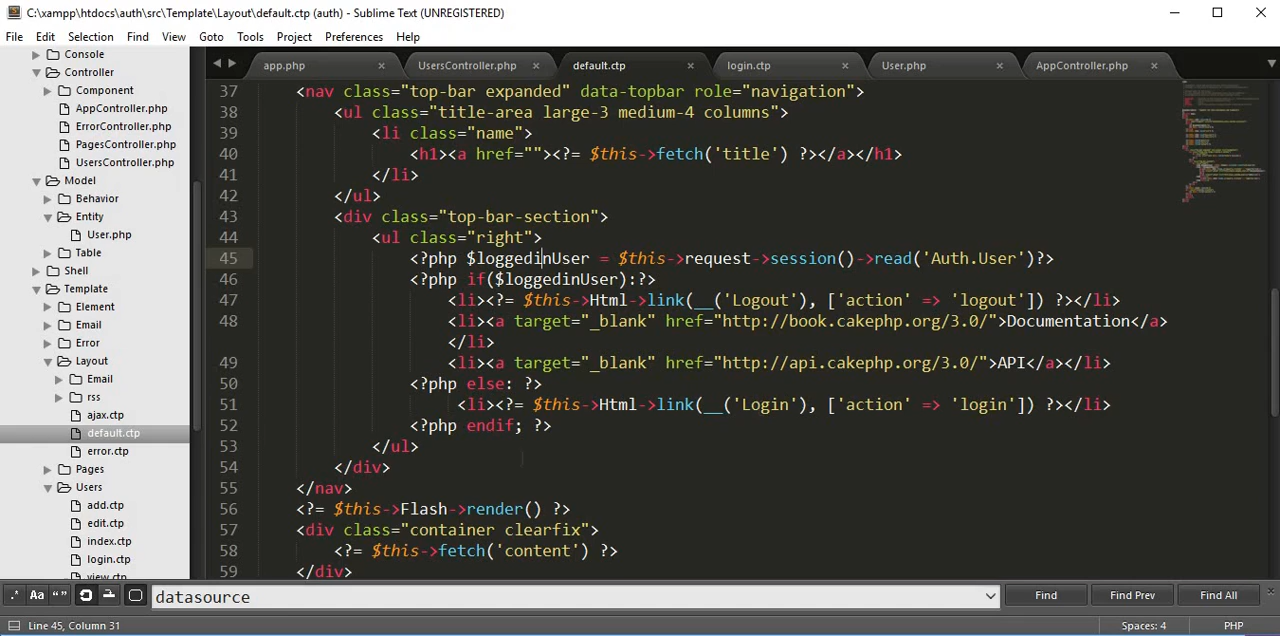 C:\xampp\htdocs\auth\src\Template\Layout\default.ctp (auth) - Sublime Text (UNREGISTERED)
File Edit Selection Find View Goto Tools Project Preferences Help
Console
Controller
Component
AppController.php
ErrorController.php
PagesController.php
UsersController.php
Model
Behavior
Entity
User.php
Table
Shell
Template
Element
Email
Error
Layout
Email
rss
ajax.ctp
default.ctp
error.ctp
Pages
Users
add.ctp
edit.ctp
index.ctp
login.ctp
view.ctp
app.php × UsersController.php × default.ctp × login.ctp × User.php × AppController.php ×
37 <nav class="top-bar expanded" data-topbar role="navigation">
38 <ul class="title-area large-3 medium-4 columns">
39 <li class="name">
40 <h1><a href=""><?= $this->fetch('title') ?></a></h1>
41 </li>
42 </ul>
43 <div class="top-bar-section">
44 <ul class="right">
45 <?php $loggedinUser = $this->request->session()->read('Auth.User')?>
46 <?php if($loggedinUser):?>
47 <li><?= $this->Html->link(__('Logout'), ['action' => 'logout']) ?></li>
48 <li><a target="_blank" href="http://book.cakephp.org/3.0/">Documentation</a>
</li>
49 <li><a target="_blank" href="http://api.cakephp.org/3.0/">API</a></li>
50 <?php else: ?>
51 <li><?= $this->Html->link(__('Login'), ['action' => 'login']) ?></li>
52 <?php endif; ?>
53 </ul>
54 </div>
55 </nav>
56 <?= $this->Flash->render() ?>
57 <div class="container clearfix">
58 <?= $this->fetch('content') ?>
59 </div>
.* Aa “ ” datasource Find Find Prev Find All ×
Line 45, Column 31 Spaces: 4 PHP